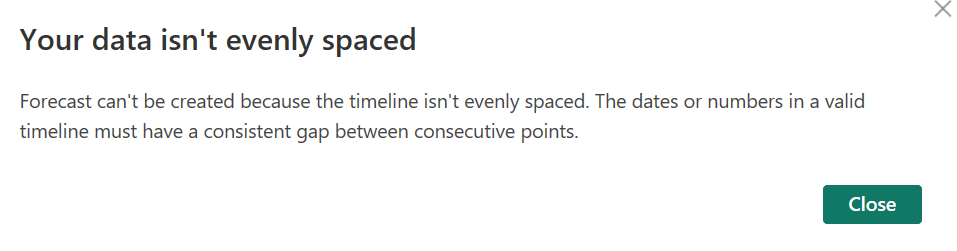 Your data isn't evenly spaced
Forecast can't be created because the timeline isn't evenly spaced. The dates or numbers in a valid
timeline must have a consistent gap between consecutive points.
Close